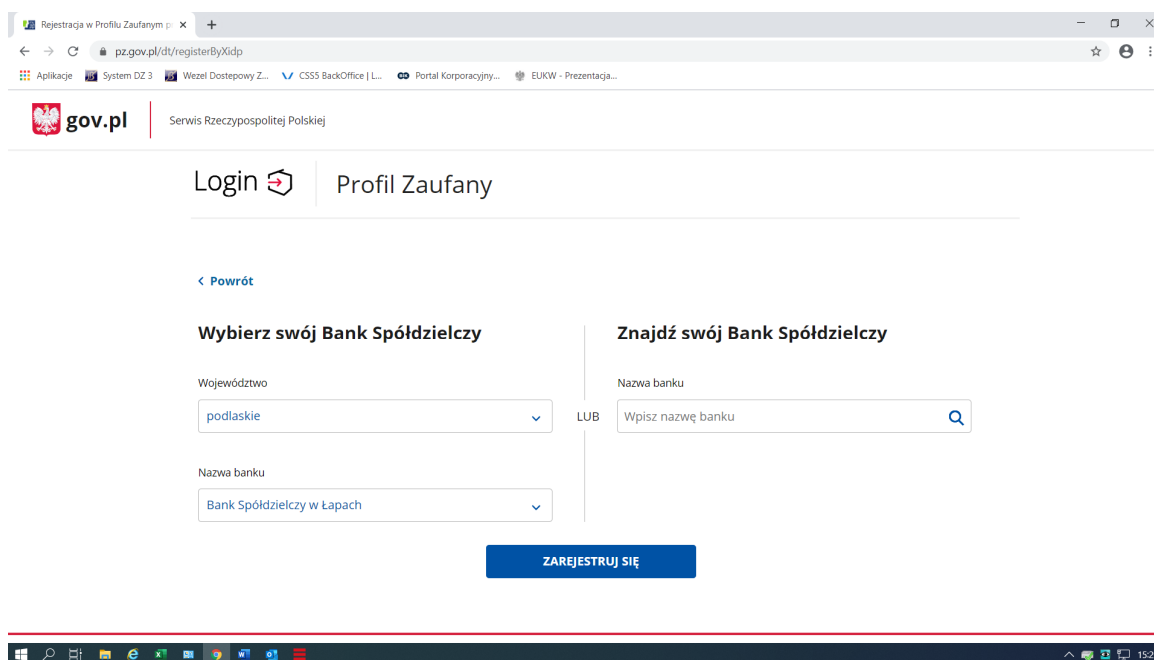 Rejestracja w Profilu Zaufanym p
pz.gov.pl/dt/registerByXidp
Aplikacje System DZ 3 Wezel Dostepowy Z... CSS5 BackOffice | L... Portal Korporacyjny... EUKW - Prezentacja...
gov.pl Serwis Rzeczypospolitej Polskiej
Login Profil Zaufany
Powrót
Wybierz swój Bank Spółdzielczy
Województwo
podlaskie
Nazwa banku
Bank Spółdzielczy w Łapach
LUB
Znajdź swój Bank Spółdzielczy
Nazwa banku
Wpisz nazwę banku
ZAREJESTRUJ SIĘ